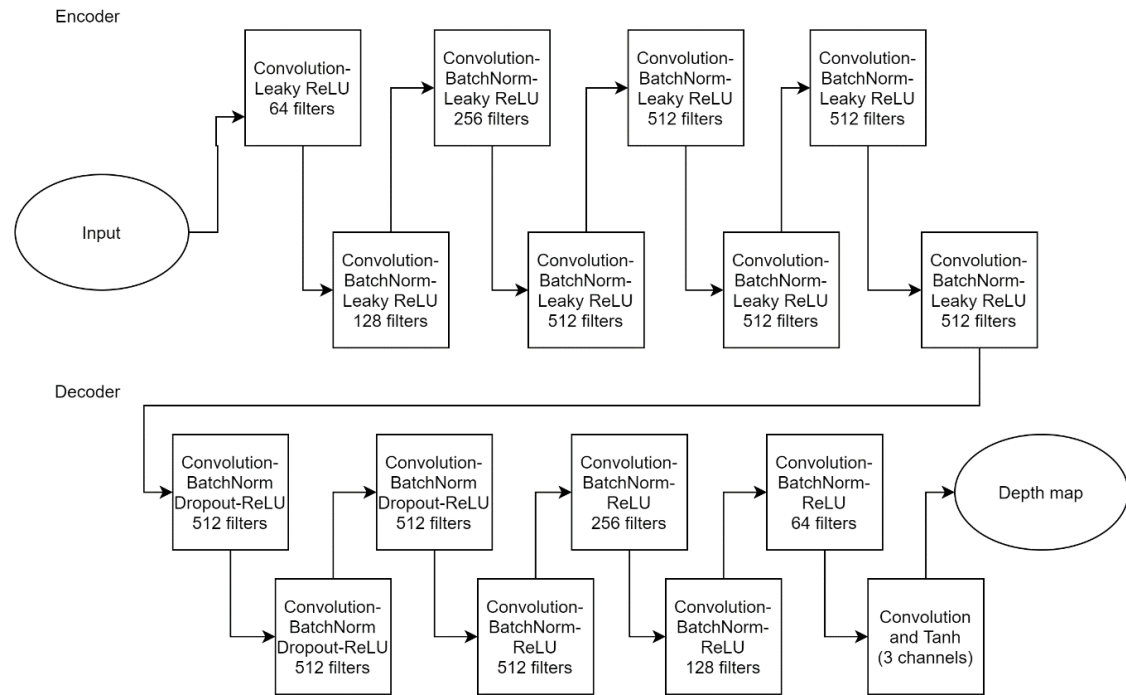 Encoder
Input
Convolution-
Leaky ReLU
64 filters
Convolution-
BatchNorm-
Leaky ReLU
128 filters
Convolution-
BatchNorm-
Leaky ReLU
256 filters
Convolution-
BatchNorm-
Leaky ReLU
512 filters
Convolution-
BatchNorm-
Leaky ReLU
512 filters
Convolution-
BatchNorm-
Leaky ReLU
512 filters
Convolution-
BatchNorm-
Leaky ReLU
512 filters
Convolution-
BatchNorm-
Leaky ReLU
512 filters
Decoder
Convolution-
BatchNorm
Dropout-ReLU
512 filters
Convolution-
BatchNorm
Dropout-ReLU
512 filters
Convolution-
BatchNorm
Dropout-ReLU
512 filters
Convolution-
BatchNorm-
ReLU
512 filters
Convolution-
BatchNorm-
ReLU
256 filters
Convolution-
BatchNorm-
ReLU
128 filters
Convolution-
BatchNorm-
ReLU
64 filters
Convolution
and Tanh
(3 channels)
Depth map